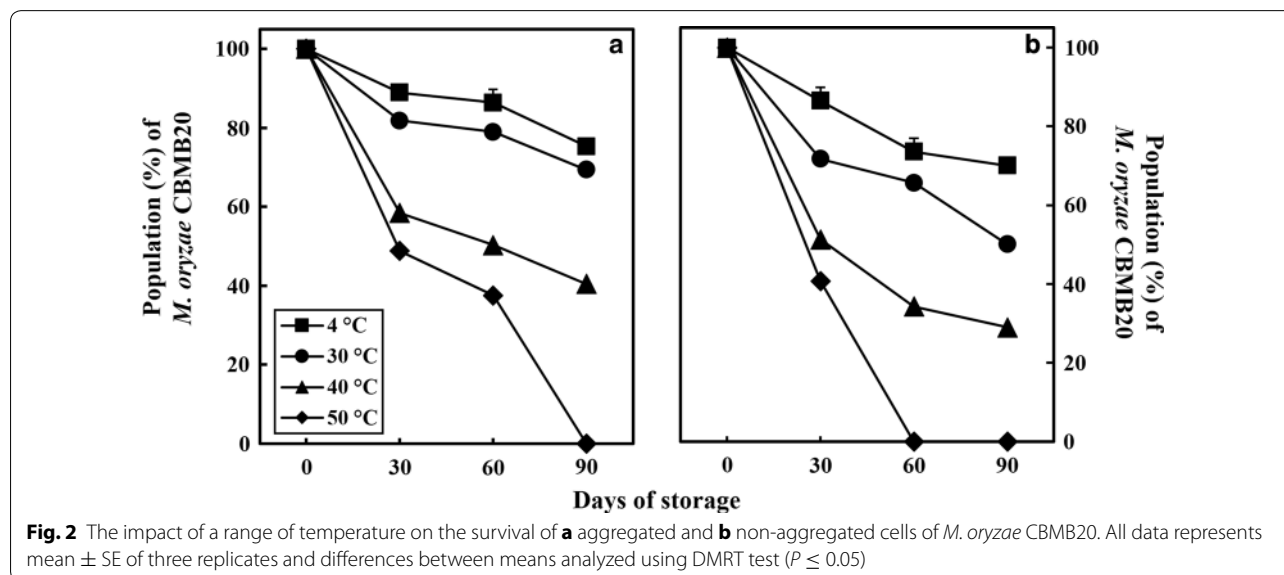 a
b
100
80
60
40
20
0
Population (%) of
M. oryzae CBMB20
4 °C
30 °C
40 °C
50 °C
0 30 60 90
0 30 60 90
100
80
60
40
20
0
Population (%) of
M. oryzae CBMB20
Days of storage
Fig. 2 The impact of a range of temperature on the survival of a aggregated and b non-aggregated cells of M. oryzae CBMB20. All data represents
mean ± SE of three replicates and differences between means analyzed using DMRT test (P ≤ 0.05)